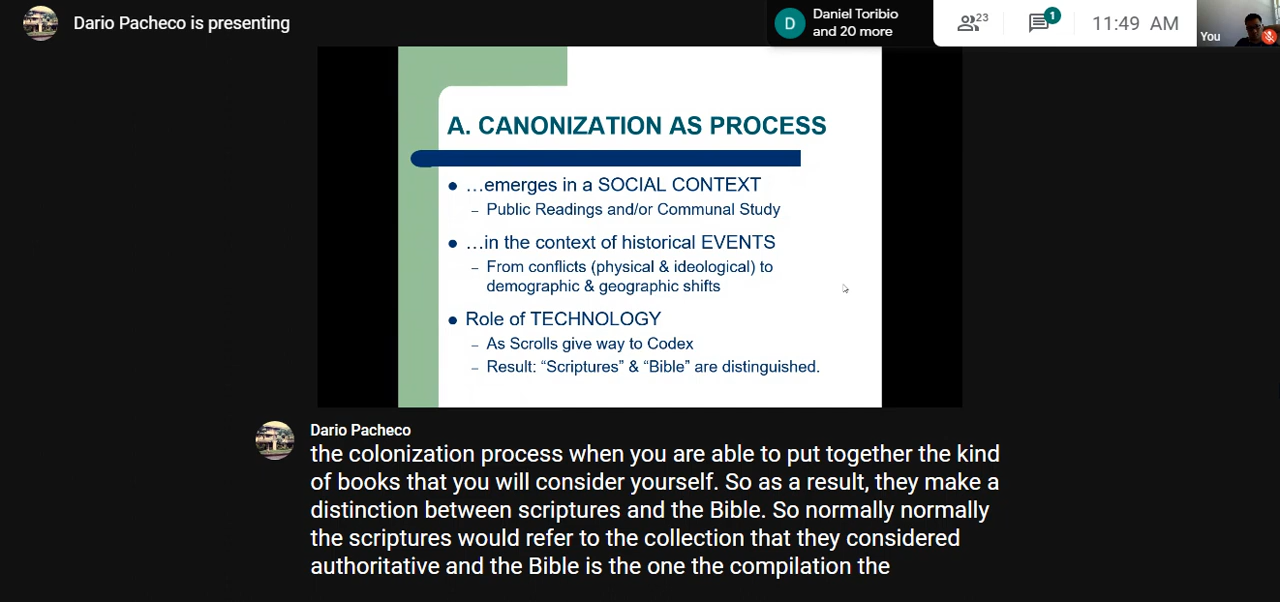 Dario Pacheco is presenting
D
Daniel Toribio
and 20 more
23
1
11:49 AM
You
A. CANONIZATION AS PROCESS
● …emerges in a SOCIAL CONTEXT
– Public Readings and/or Communal Study
● …in the context of historical EVENTS
– From conflicts (physical & ideological) to
demographic & geographic shifts
● Role of TECHNOLOGY
– As Scrolls give way to Codex
– Result: “Scriptures” & “Bible” are distinguished.
Dario Pacheco
the colonization process when you are able to put together the kind
of books that you will consider yourself. So as a result, they make a
distinction between scriptures and the Bible. So normally normally
the scriptures would refer to the collection that they considered
authoritative and the Bible is the one the compilation the